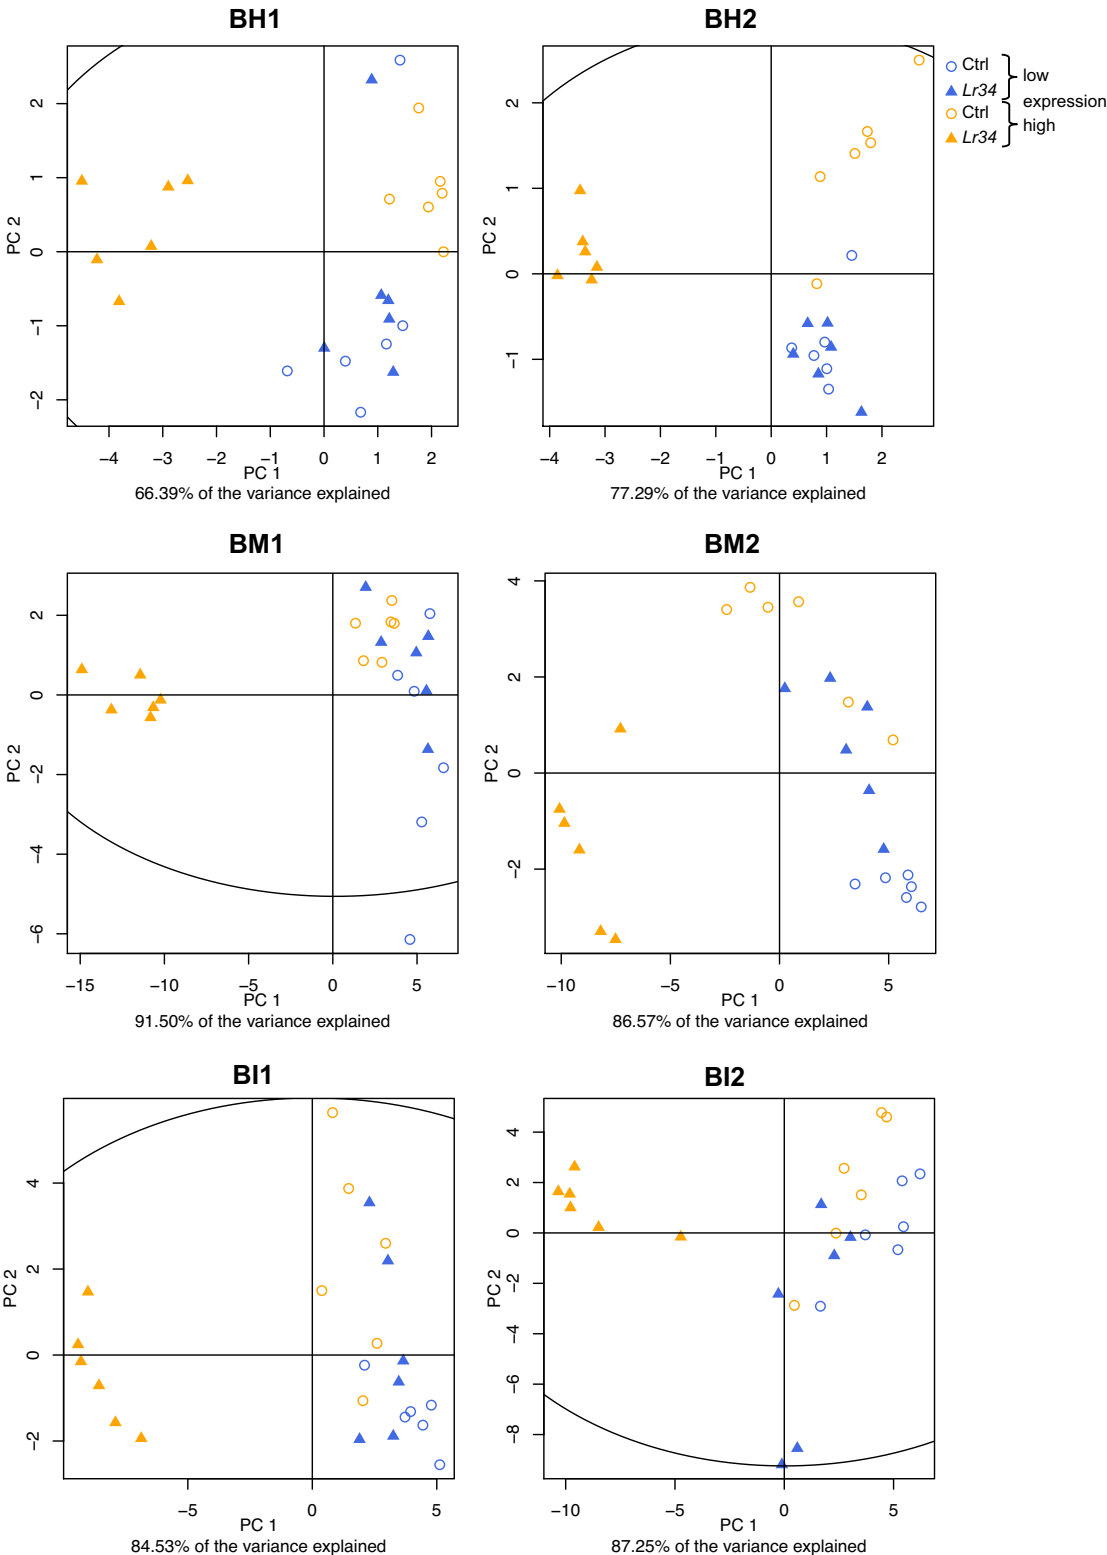 BH1
PC 2
2
1
0
−1
−2
−4
−3
−2
−1
0
1
2
PC 1
66.39% of the variance explained
BH2
2
1
0
−1
−4
−3
−2
−1
0
1
2
PC 1
77.29% of the variance explained
Ctrl
Lr34
low
expression
Ctrl
Lr34
high
BM1
PC 2
2
0
−2
−4
−6
−15
−10
−5
0
5
PC 1
91.50% of the variance explained
BM2
PC 2
4
2
0
−2
−10
−5
0
5
PC 1
86.57% of the variance explained
BI1
PC 2
4
2
0
−2
−5
0
5
PC 1
84.53% of the variance explained
BI2
PC 2
4
2
0
−2
−4
−6
−8
−10
−5
0
5
PC 1
87.25% of the variance explained
PC 2